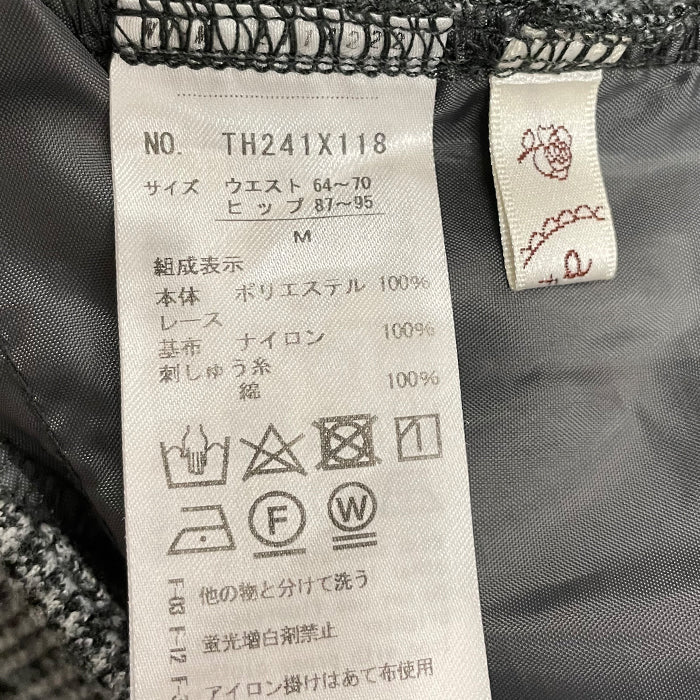 NO. TH241X118
サイズ ウエスト 64～70
ヒップ 87～95
M
組成表示
本体 ポリエステル 100%
レース
基布 ナイロン 100%
刺しゅう糸
綿 100%
F
W
F-03 他の物と分けて洗う
F-12 蛍光増白剤禁止
アイロン掛けはあて布使用